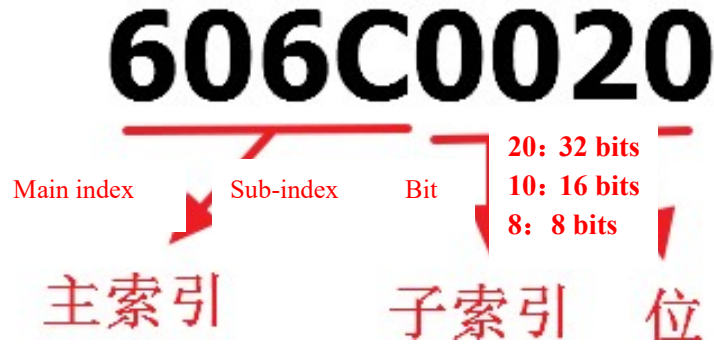 606C0020
20：32 bits
Main index Sub-index Bit 10：16 bits
8：8 bits
主索引 子索引 位